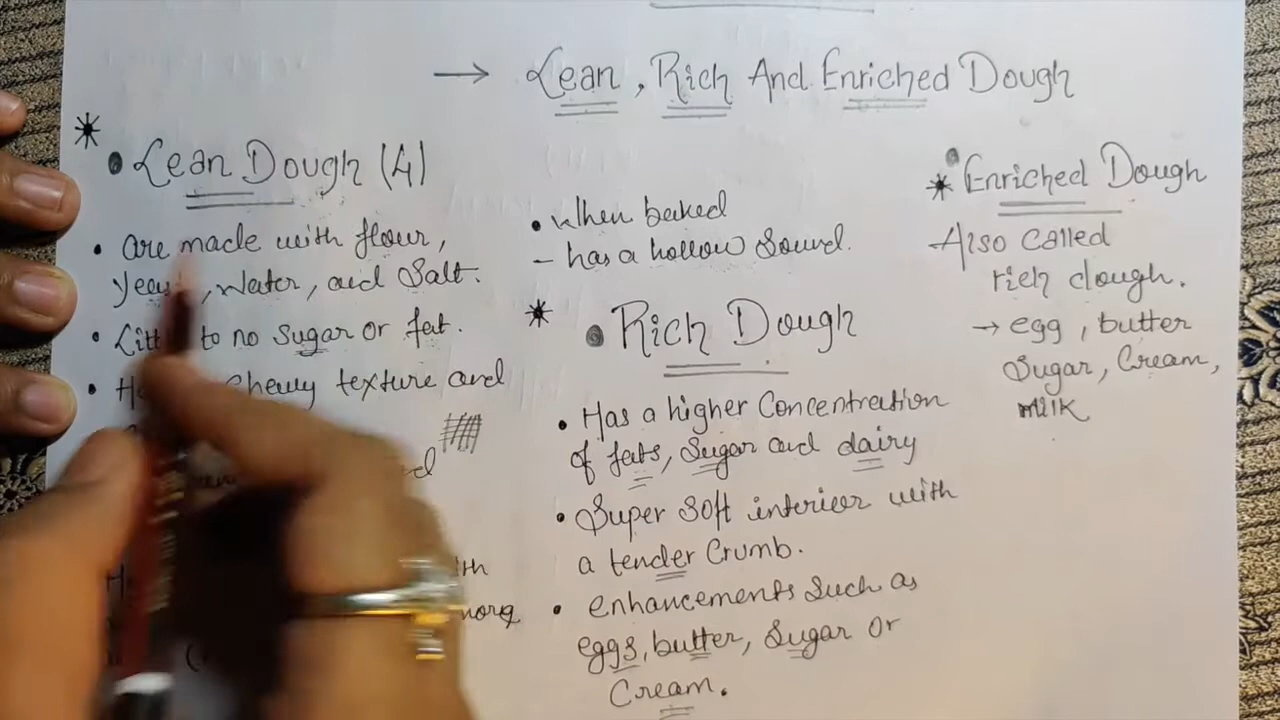 → Lean, Rich And Enriched Dough
* • Lean Dough (4)
• are made with flour,
, water, and Salt.
to no sugar or fat.
• chewy texture and
• When baked
- has a hollow Sound.
* • Rich Dough
• Has a higher Concentration
of fats, Sugar and dairy
• Super soft interior with
a tender Crumb.
• enhancements such as
eggs, butter, Sugar or
Cream.
* • Enriched Dough
Also called
rich dough.
→ egg, butter
Sugar, Cream,
Milk